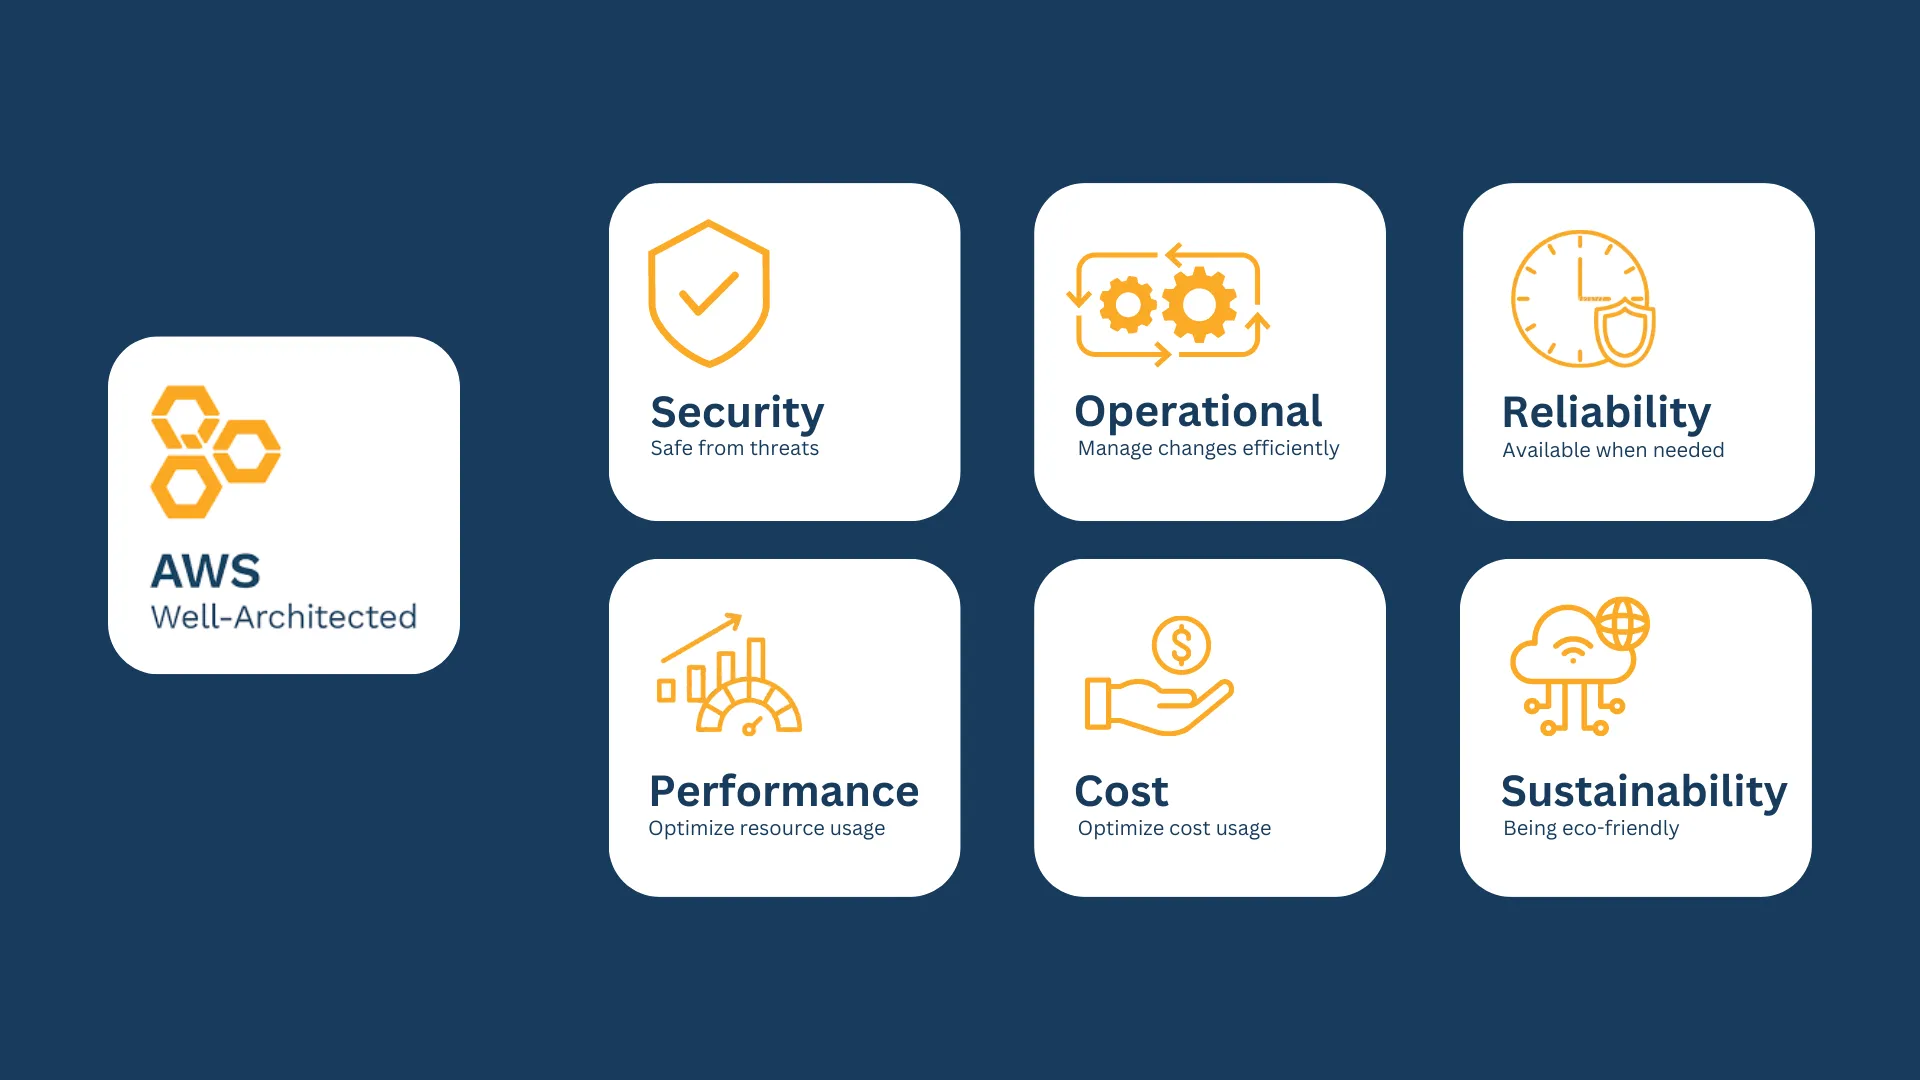 AWS
Well-Architected
Security
Safe from threats
Operational
Manage changes efficiently
Reliability
Available when needed
Performance
Optimize resource usage
Cost
Optimize cost usage
Sustainability
Being eco-friendly